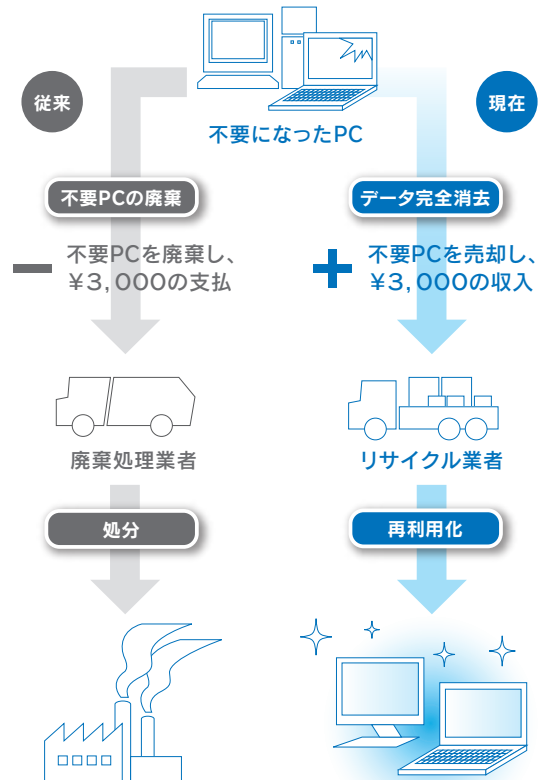 従来
現在
不要になったPC
不要PCの廃棄
データ完全消去
不要PCを廃棄し、
¥3,000の支払
不要PCを売却し、
¥3,000の収入
廃棄処理業者
リサイクル業者
処分
再利用化